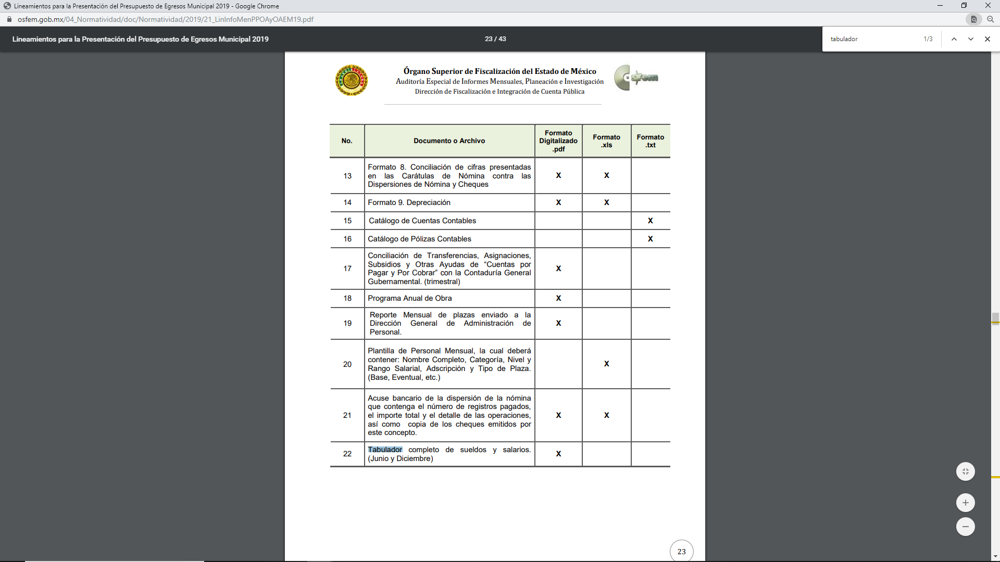 Lineamientos para la Presentación del Presupuesto de Egresos Municipal 2019 - Google Chrome
osfem.gob.mx/04_Normatividad/doc/Normatividad/2019/21_LinInfoMenPPOAyOAEM19.pdf
Lineamientos para la Presentación del Presupuesto de Egresos Municipal 2019
23 / 43
tabulador
1/3
Órgano Superior de Fiscalización del Estado de México
Auditoría Especial de Informes Mensuales, Planeación e Investigación
Dirección de Fiscalización e Integración de Cuenta Pública
osfem
No.
Documento o Archivo
Formato
Digitalizado
.pdf
Formato
.xls
Formato
.txt
13
Formato 8. Conciliación de cifras presentadas
en las Carátulas de Nómina contra las
Dispersiones de Nómina y Cheques
X
X
14
Formato 9. Depreciación
X
X
15
Catálogo de Cuentas Contables
X
16
Catálogo de Pólizas Contables
X
17
Conciliación de Transferencias, Asignaciones,
Subsidios y Otras Ayudas de “Cuentas por
Pagar y Por Cobrar” con la Contaduría General
Gubernamental. (trimestral)
X
18
Programa Anual de Obra
X
19
Reporte Mensual de plazas enviado a la
Dirección General de Administración de
Personal.
X
20
Plantilla de Personal Mensual, la cual deberá
contener: Nombre Completo, Categoría, Nivel y
Rango Salarial, Adscripción y Tipo de Plaza.
(Base, Eventual, etc.)
X
21
Acuse bancario de la dispersión de la nómina
que contenga el número de registros pagados,
el importe total y el detalle de las operaciones,
así como copia de los cheques emitidos por
este concepto.
X
X
22
Tabulador completo de sueldos y salarios.
(Junio y Diciembre)
X
23